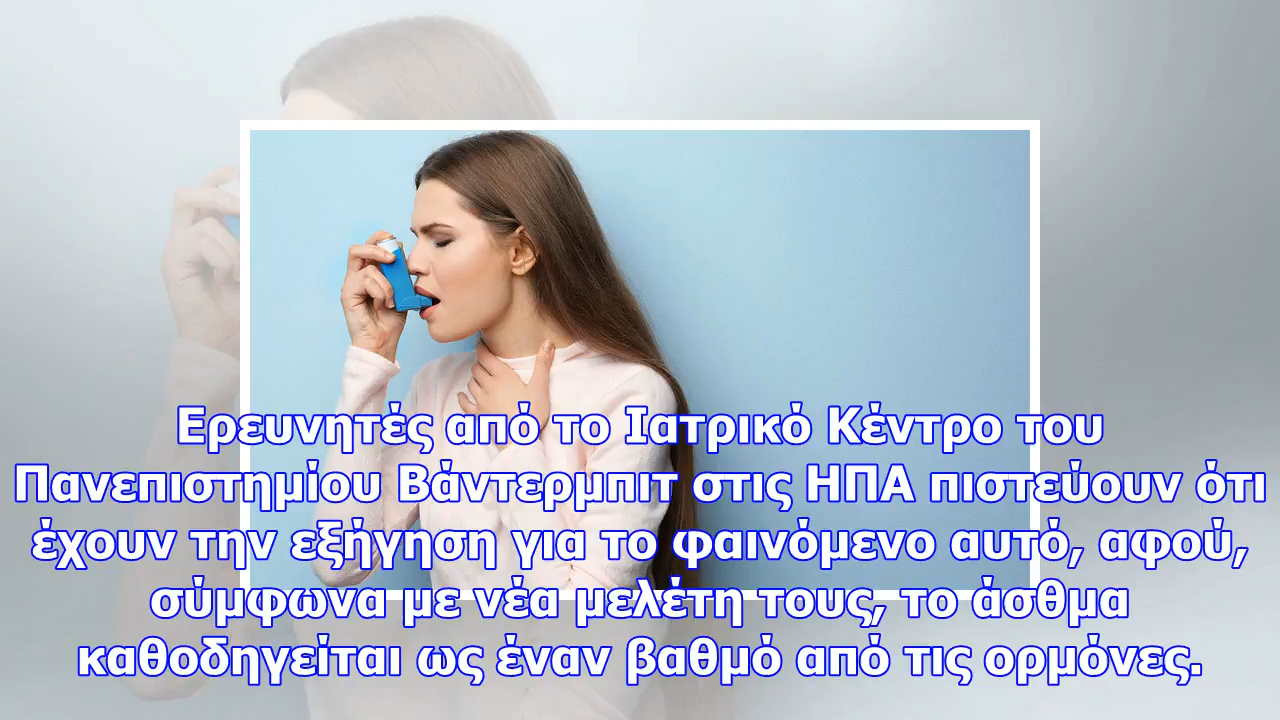 Ερευνητές από το Ιατρικό Κέντρο του
Πανεπιστημίου Βάντερμπιτ στις ΗΠΑ πιστεύουν ότι
έχουν την εξήγηση για το φαινόμενο αυτό, αφού,
σύμφωνα με νέα μελέτη τους, το άσθμα
καθοδηγείται ως έναν βαθμό από τις ορμόνες.